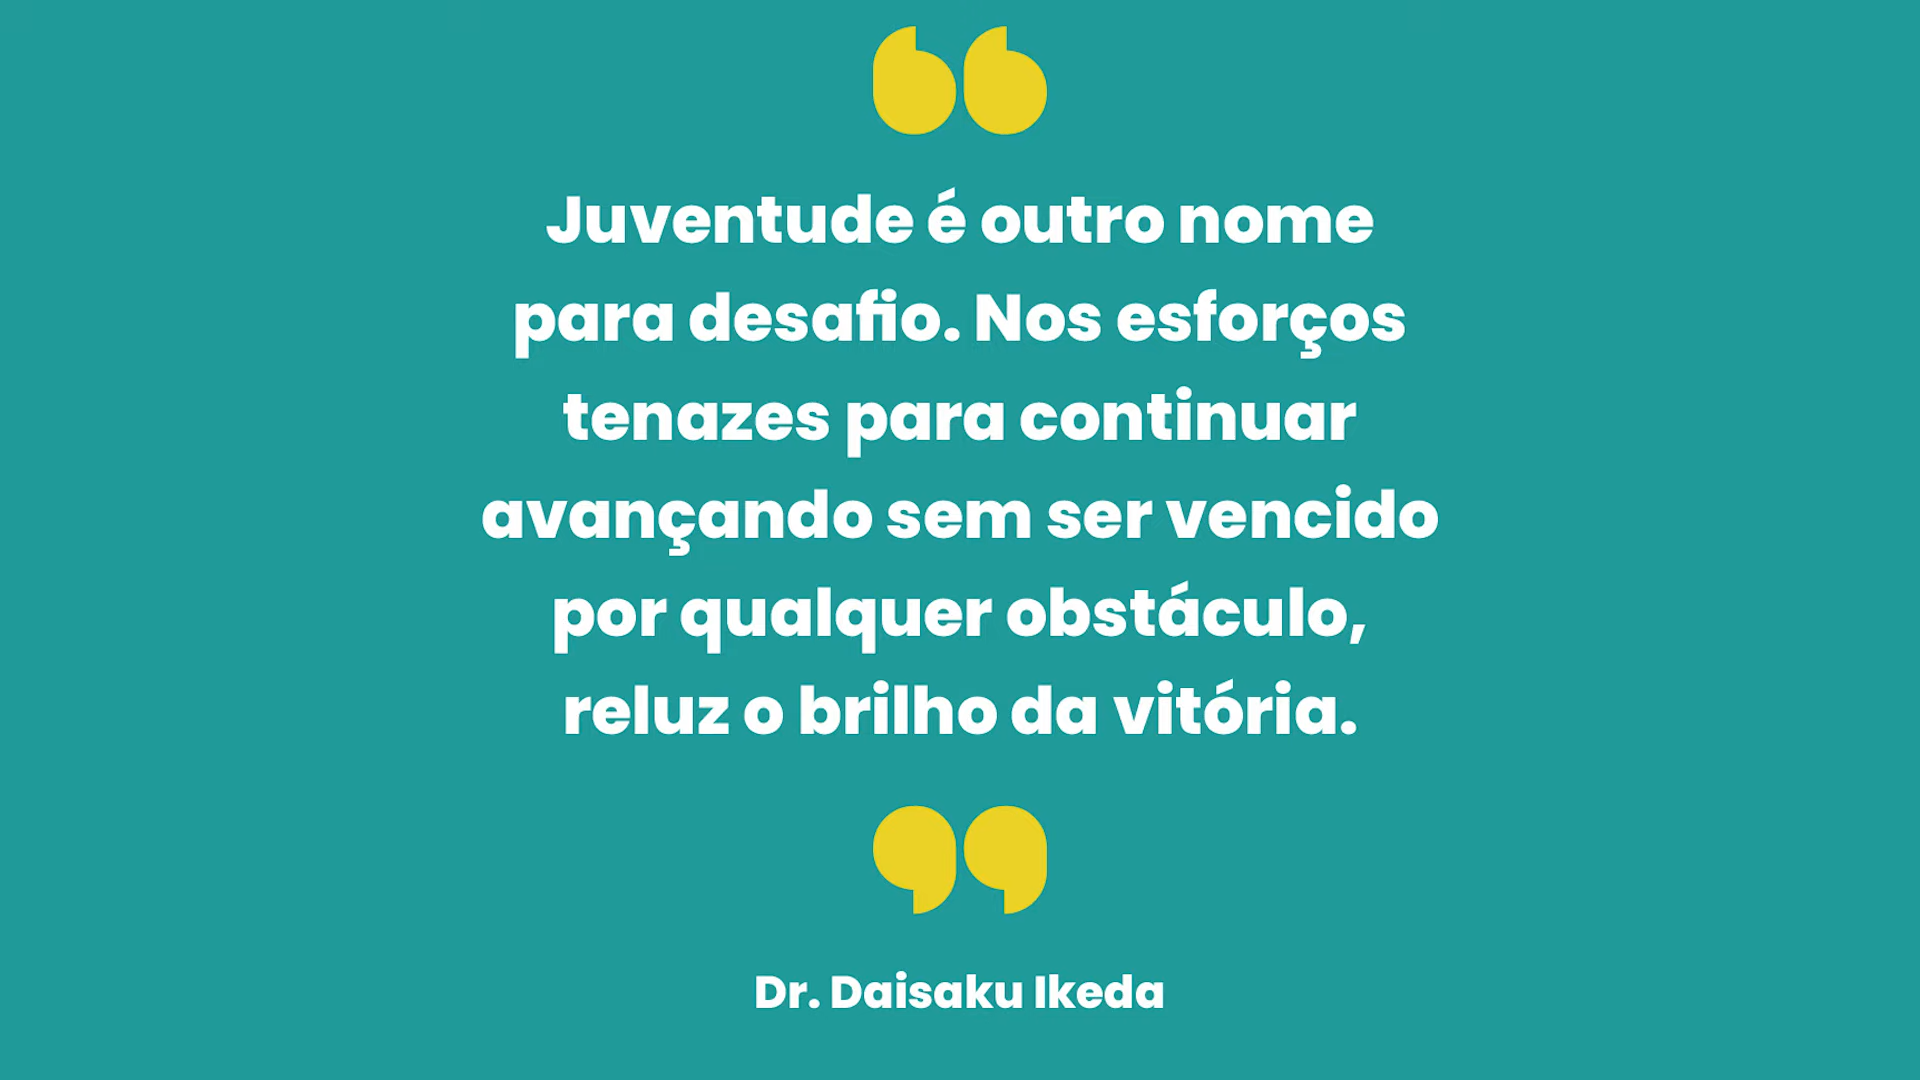 Juventude é outro nome
para desafio. Nos esforços
tenazes para continuar
avançando sem ser vencido
por qualquer obstáculo,
reluz o brilho da vitória.
Dr. Daisaku Ikeda